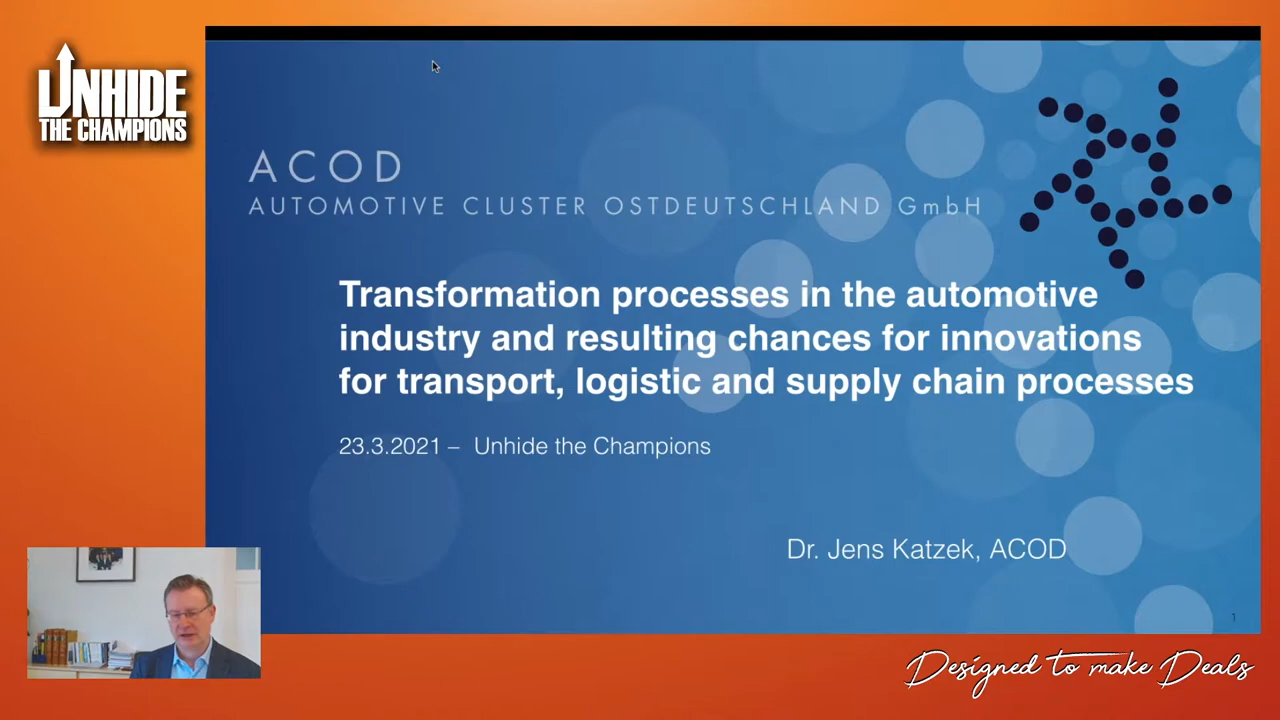 UNHIDE
THE CHAMPIONS
ACOD
AUTOMOTIVE CLUSTER OSTDEUTSCHLAND GmbH
Transformation processes in the automotive
industry and resulting chances for innovations
for transport, logistic and supply chain processes
23.3.2021 – Unhide the Champions
Dr. Jens Katzek, ACOD
1
Designed to make Deals